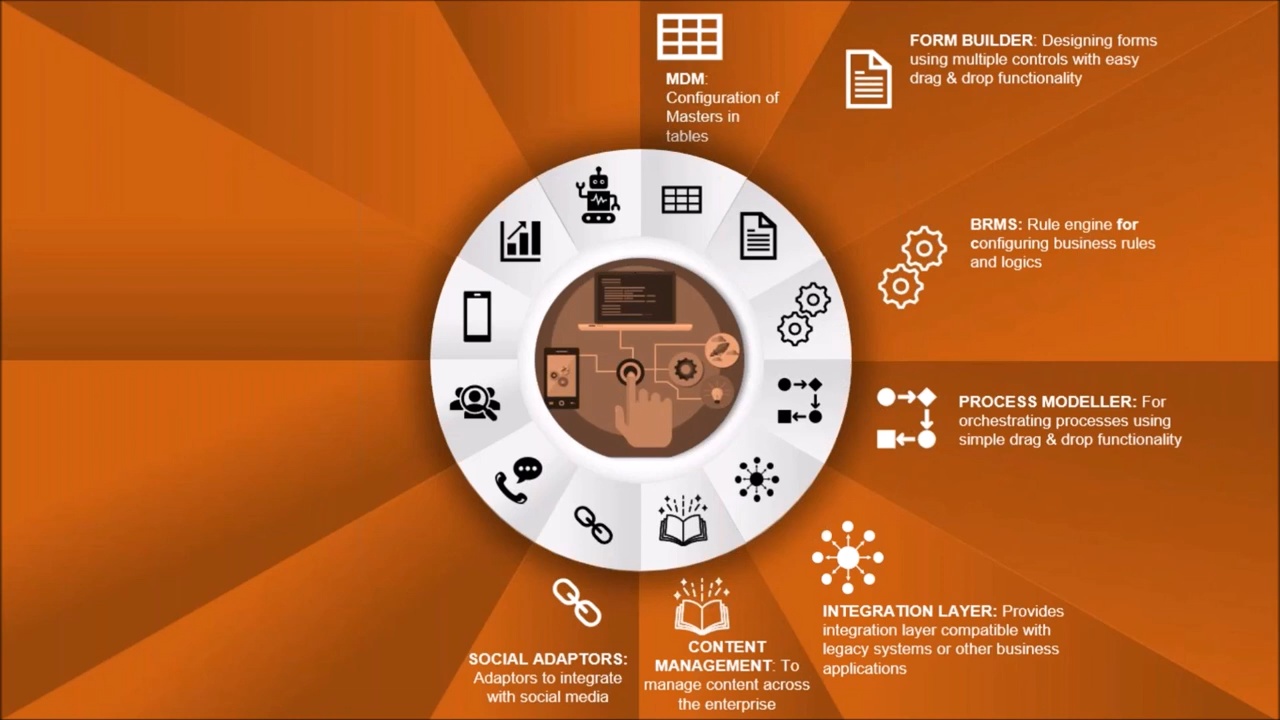 MDM:
Configuration of
Masters in
tables
FORM BUILDER: Designing forms
using multiple controls with easy
drag & drop functionality
BRMS: Rule engine for
configuring business rules
and logics
PROCESS MODELLER: For
orchestrating processes using
simple drag & drop functionality
INTEGRATION LAYER: Provides
integration layer compatible with
legacy systems or other business
applications
CONTENT
MANAGEMENT: To
manage content across
the enterprise
SOCIAL ADAPTORS:
Adaptors to integrate
with social media